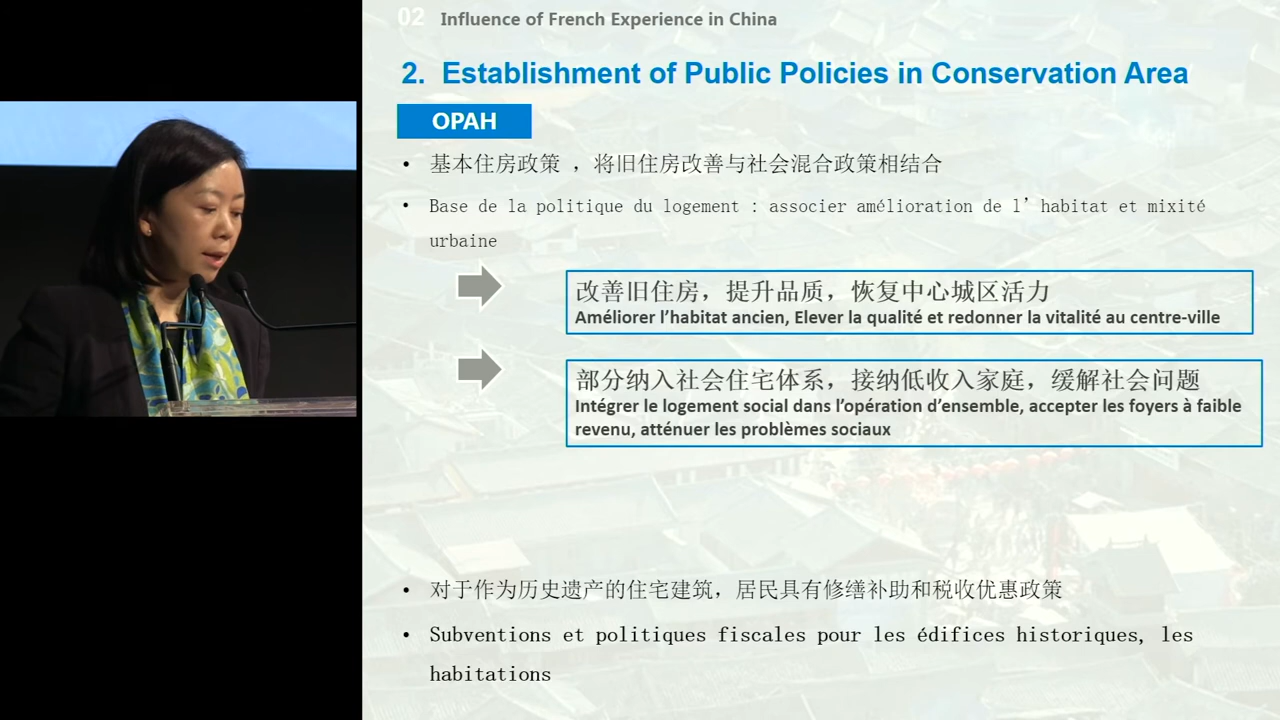 02 Influence of French Experience in China
2. Establishment of Public Policies in Conservation Area
OPAH
• 基本住房政策 ，将旧住房改善与社会混合政策相结合
• Base de la politique du logement : associer amélioration de l’habitat et mixité
urbaine
改善旧住房，提升品质，恢复中心城区活力
Améliorer l’habitat ancien, Elever la qualité et redonner la vitalité au centre-ville
部分纳入社会住宅体系，接纳低收入家庭，缓解社会问题
Intégrer le logement social dans l’opération d’ensemble, accepter les foyers à faible
revenu, atténuer les problèmes sociaux
• 对于作为历史遗产的住宅建筑，居民具有修缮补助和税收优惠政策
• Subventions et politiques fiscales pour les édifices historiques, les
habitations